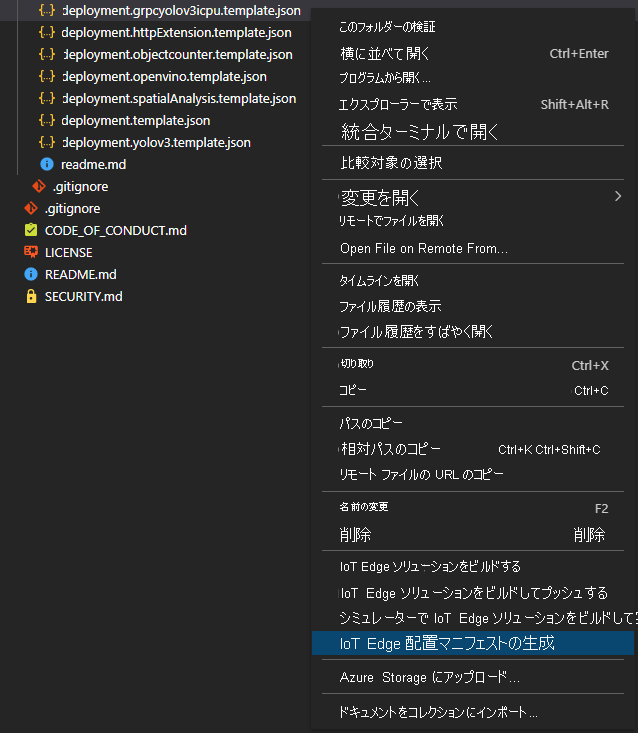 deployment.grpcyolov3icpu.template.json
deployment.httpExtension.template.json
deployment.objectcounter.template.json
deployment.openvino.template.json
deployment.spatialAnalysis.template.json
deployment.template.json
deployment.yolov3.template.json
readme.md
.gitignore
.gitignore
CODE_OF_CONDUCT.md
LICENSE
README.md
SECURITY.md
このフォルダーの検証
横に並べて開く Ctrl+Enter
プログラムから開く...
エクスプローラーで表示 Shift+Alt+R
統合ターミナルで開く
比較対象の選択
変更を開く
リモートでファイルを開く
Open File on Remote From...
タイムラインを開く
ファイル履歴の表示
ファイル履歴をすばやく開く
切り取り Ctrl+X
コピー Ctrl+C
パスのコピー
相対パスのコピー Ctrl+K Ctrl+Shift+C
リモート ファイルの URL のコピー
名前の変更 F2
削除 削除
IoT Edge ソリューションをビルドする
IoT Edge ソリューションをビルドしてプッシュする
シミュレーターで IoT Edge ソリューションをビルドして
IoT Edge 配置マニフェストの生成
Azure Storage にアップロード...
ドキュメントをコレクションにインポート...